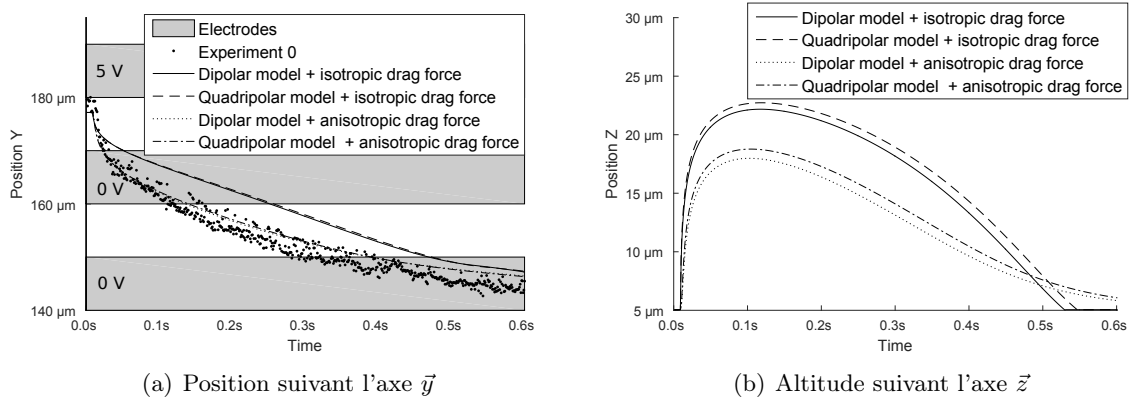 Electrodes
Experiment 0
Dipolar model + isotropic drag force
Quadripolar model + isotropic drag force
Dipolar model + anisotropic drag force
Quadripolar model + anisotropic drag force
5 V
0 V
0 V
180 µm
160 µm
140 µm
Position Y
0.0s 0.1s 0.2s 0.3s 0.4s 0.5s 0.6s
Time
(a) Position suivant l'axe $\vec{y}$
Dipolar model + isotropic drag force
Quadripolar model + isotropic drag force
Dipolar model + anisotropic drag force
Quadripolar model + anisotropic drag force
30 µm
25 µm
20 µm
15 µm
10 µm
5 µm
Position Z
0.0s 0.1s 0.2s 0.3s 0.4s 0.5s 0.6s
Time
(b) Altitude suivant l'axe $\vec{z}$